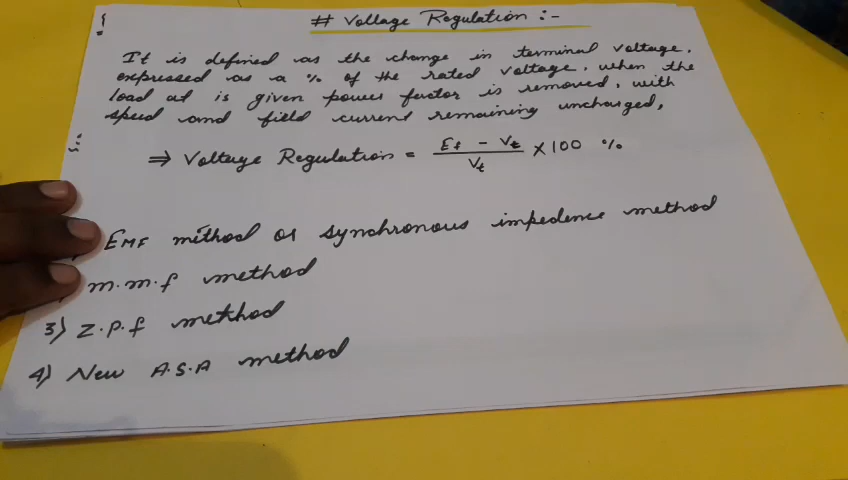 # Voltage Regulation :-
It is defined as the change in terminal voltage,
expressed as a % of the rated voltage, when the
load at is given power factor is removed, with
speed and field current remaining unchanged,
⇒ Voltage Regulation = (Ef - Vt) / Vt × 100 %
EMF method or synchronous impedence method
m.m.f method
3) Z.P.f method
4) New A.S.A method